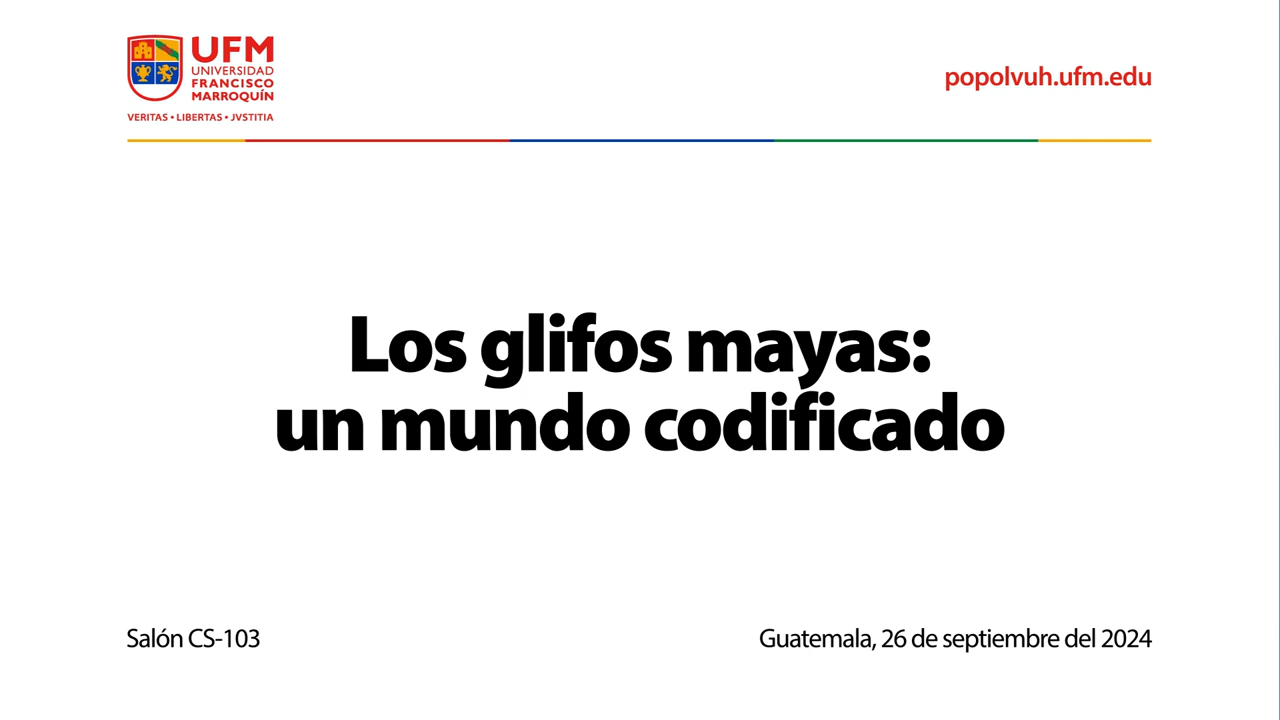 UFM
UNIVERSIDAD
FRANCISCO
MARROQUÍN
VERITAS • LIBERTAS • JVSTITIA
popolvuh.ufm.edu
Los glifos mayas:
un mundo codificado
Salón CS-103
Guatemala, 26 de septiembre del 2024